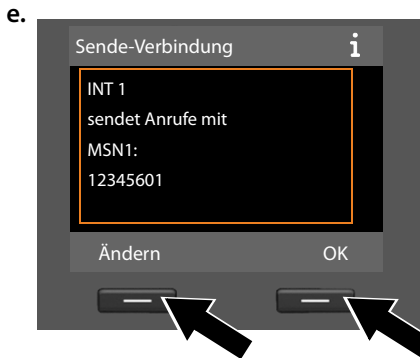 e.
Sende-Verbindung i
INT 1
sendet Anrufe mit
MSN1:
12345601
Ändern OK